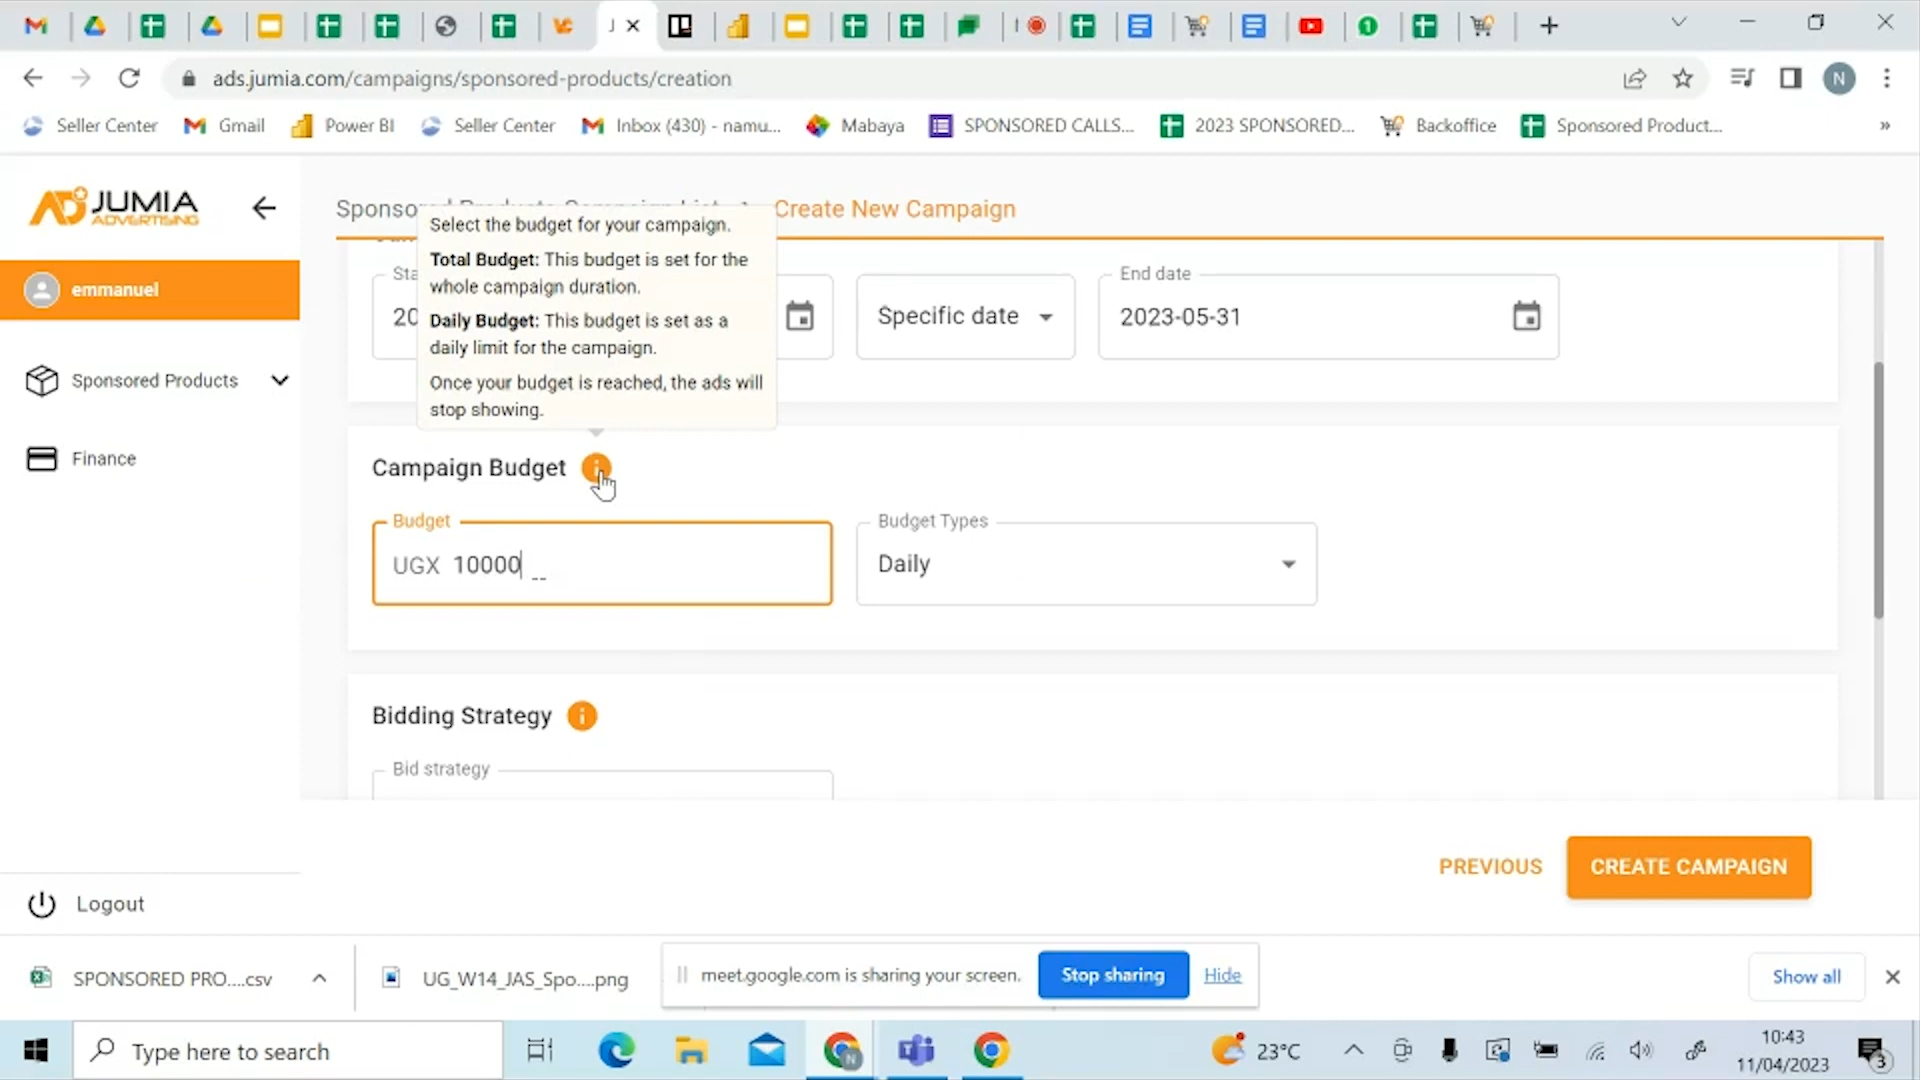 J
ads.jumia.com/campaigns/sponsored-products/creation
N
Seller Center
Gmail
Power BI
Seller Center
Inbox (430) - namu...
Mabaya
SPONSORED CALLS...
2023 SPONSORED...
Backoffice
Sponsored Product...
»
AD JUMIA
ADVERTISING
Create New Campaign
Select the budget for your campaign.
Total Budget: This budget is set for the
whole campaign duration.
Daily Budget: This budget is set as a
daily limit for the campaign.
Once your budget is reached, the ads will
stop showing.
emmanuel
Specific date
End date
2023-05-31
Sponsored Products
Finance
Campaign Budget
Budget
UGX 10000
Budget Types
Daily
Bidding Strategy
Bid strategy
PREVIOUS
CREATE CAMPAIGN
Logout
SPONSORED PRO....csv
UG_W14_JAS_Spo....png
meet.google.com is sharing your screen.
Stop sharing
Hide
Show all
Type here to search
23°C
10:43
11/04/2023
3